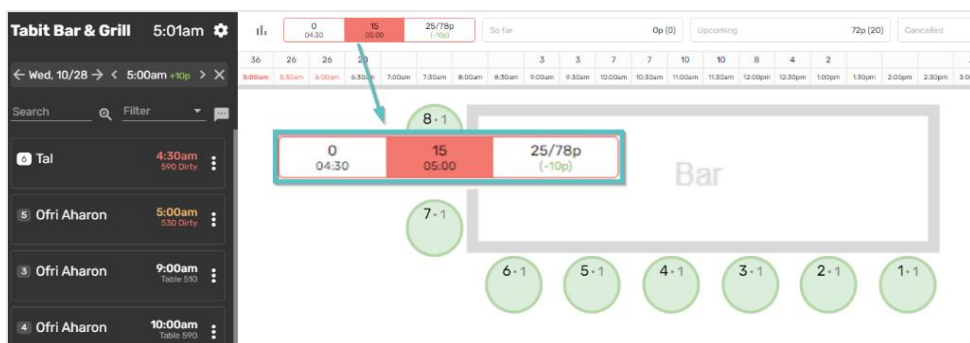 Tabit Bar & Grill 5:01am
Wed, 10/28 5:00am +10p
Search Filter
6 Tal 4:30am
590 Dirty
5 Ofri Aharon 5:00am
530 Dirty
3 Ofri Aharon 9:00am
Table 510
4 Ofri Aharon 10:00am
Table 590
0 15 25/78p
04:30 05:00 (-10p)
So far 0p (0) Upcoming 72p (20) Cancelled
36 26 26 20 3 3 7 7 10 10 8 4 2
5:00am 5:30am 6:00am 6:30am 7:00am 7:30am 8:00am 8:30am 9:00am 9:30am 10:00am 10:30am 11:00am 11:30am 12:00pm 12:30pm 1:00pm 1:30pm 2:00pm 2:30pm
8 • 1
0 15 25/78p
04:30 05:00 (-10p)
Bar
7 • 1
6 • 1 5 • 1 4 • 1 3 • 1 2 • 1 1 • 1